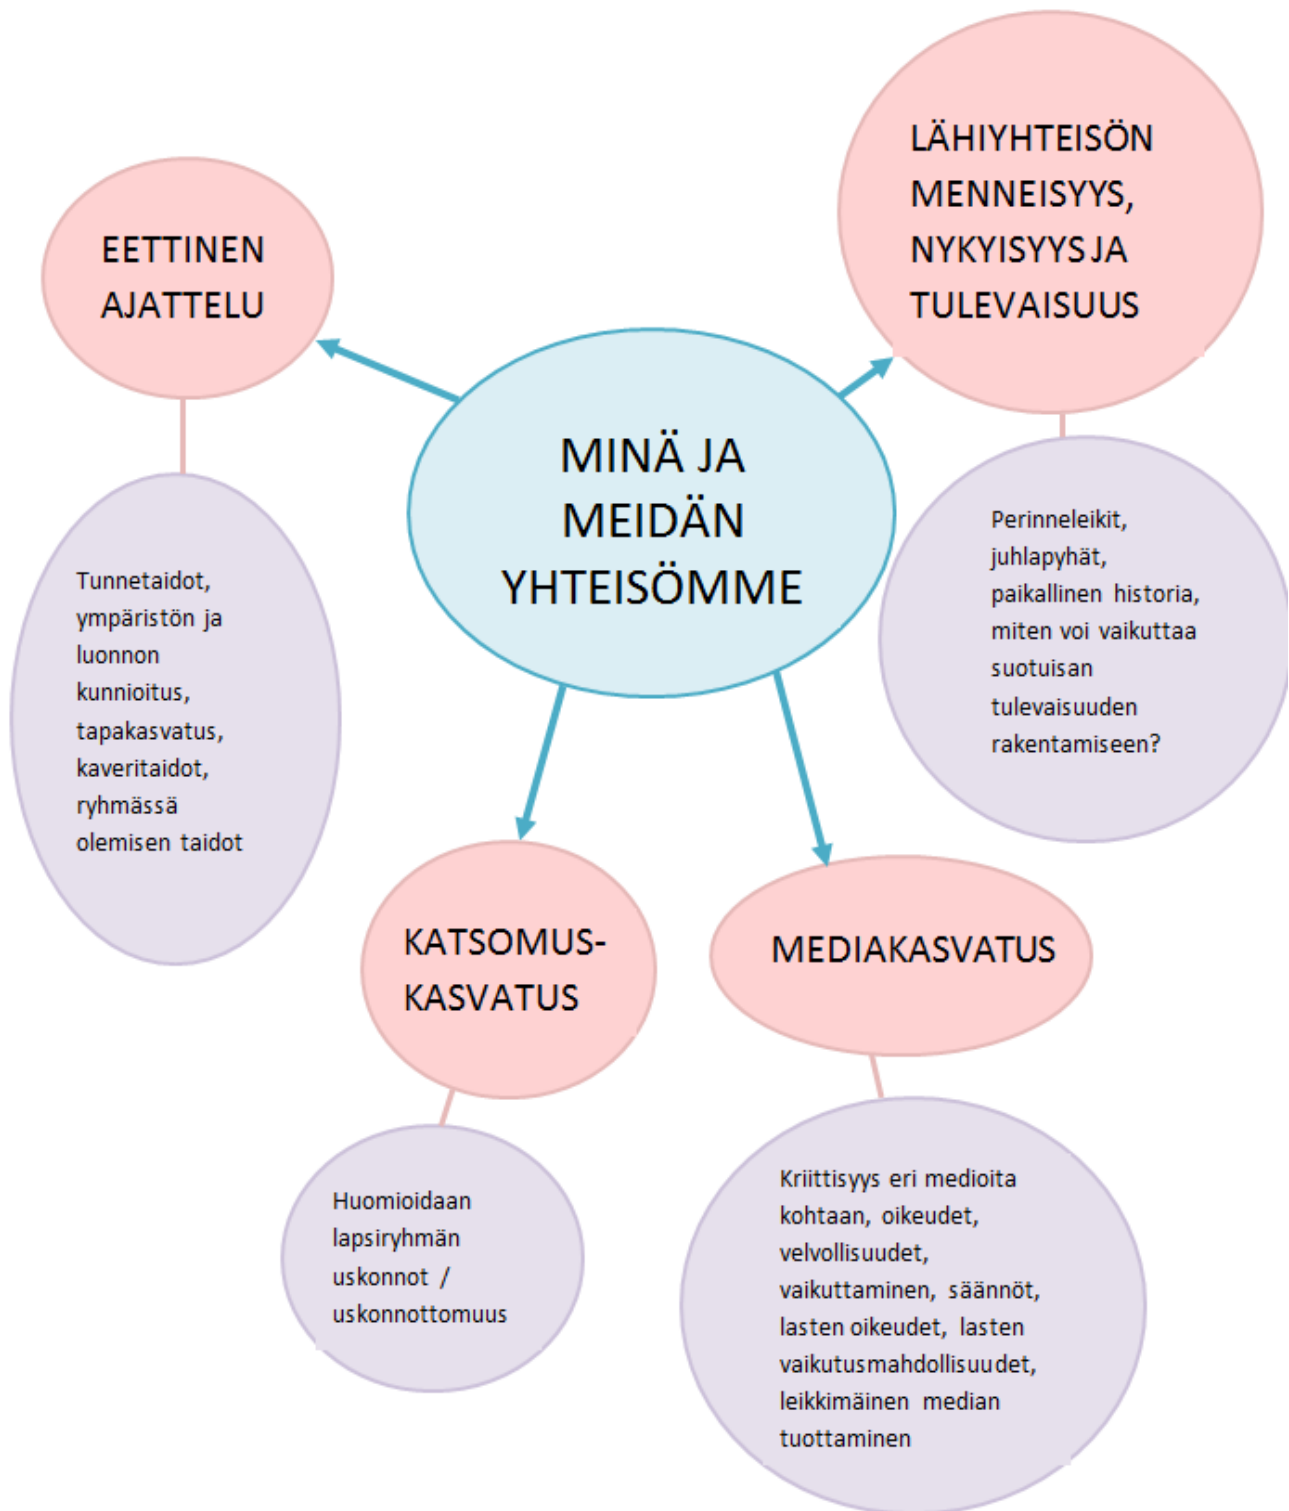 MINÄ JA
MEIDÄN
YHTEISÖMME
EETTINEN
AJATTELU
Tunnetaidot,
ympäristön ja
luonnon
kunnioitus,
tapakasvatus,
kaveritaidot,
ryhmässä
olemisen taidot
LÄHIYHTEISÖN
MENNEISYYS,
NYKYISYYS JA
TULEVAISUUS
Perinneleikit,
juhlapyhät,
paikallinen historia,
miten voi vaikuttaa
suotuisan
tulevaisuuden
rakentamiseen?
KATSOMUS-
KASVATUS
Huomioidaan
lapsiryhmän
uskonnot /
uskonnottomuus
MEDIAKASVATUS
Kriittisyys eri medioita
kohtaan, oikeudet,
velvollisuudet,
vaikuttaminen, säännöt,
lasten oikeudet, lasten
vaikutusmahdollisuudet,
leikkimäinen median
tuottaminen